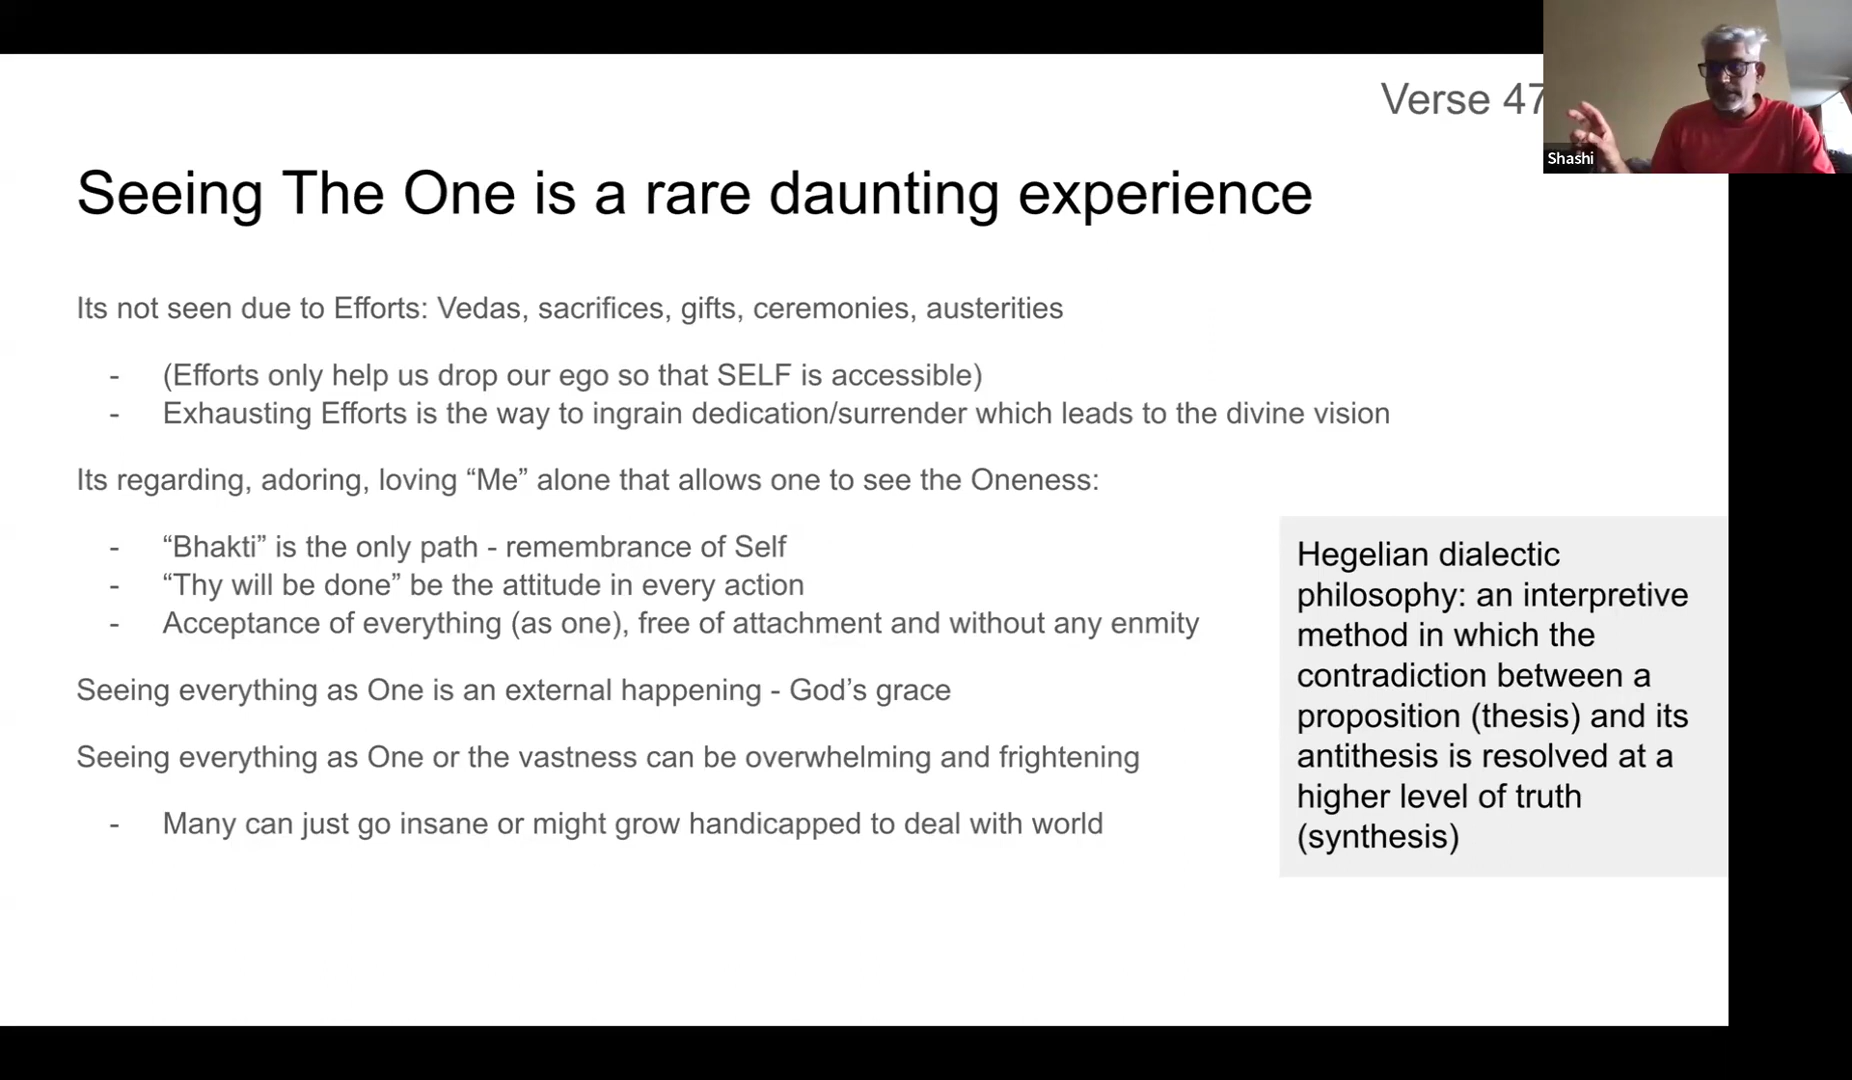 Verse 47
Shashi
Seeing The One is a rare daunting experience
Its not seen due to Efforts: Vedas, sacrifices, gifts, ceremonies, austerities
- (Efforts only help us drop our ego so that SELF is accessible)
- Exhausting Efforts is the way to ingrain dedication/surrender which leads to the divine vision
Its regarding, adoring, loving “Me” alone that allows one to see the Oneness:
- “Bhakti” is the only path - remembrance of Self
- “Thy will be done” be the attitude in every action
- Acceptance of everything (as one), free of attachment and without any enmity
Seeing everything as One is an external happening - God’s grace
Seeing everything as One or the vastness can be overwhelming and frightening
- Many can just go insane or might grow handicapped to deal with world
Hegelian dialectic
philosophy: an interpretive
method in which the
contradiction between a
proposition (thesis) and its
antithesis is resolved at a
higher level of truth
(synthesis)